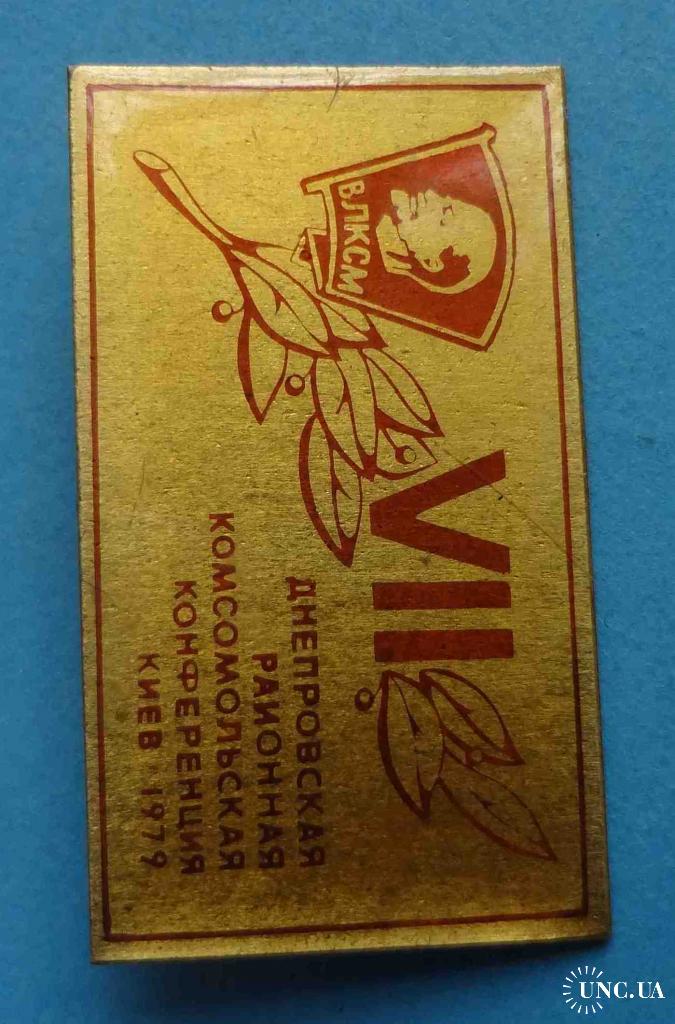 ВЛКСМ
VII
ДНЕПРОВСКАЯ
РАЙОННАЯ
КОМСОМОЛЬСКАЯ
КОНФЕРЕНЦИЯ
КИЕВ · 1979
UNC.UA